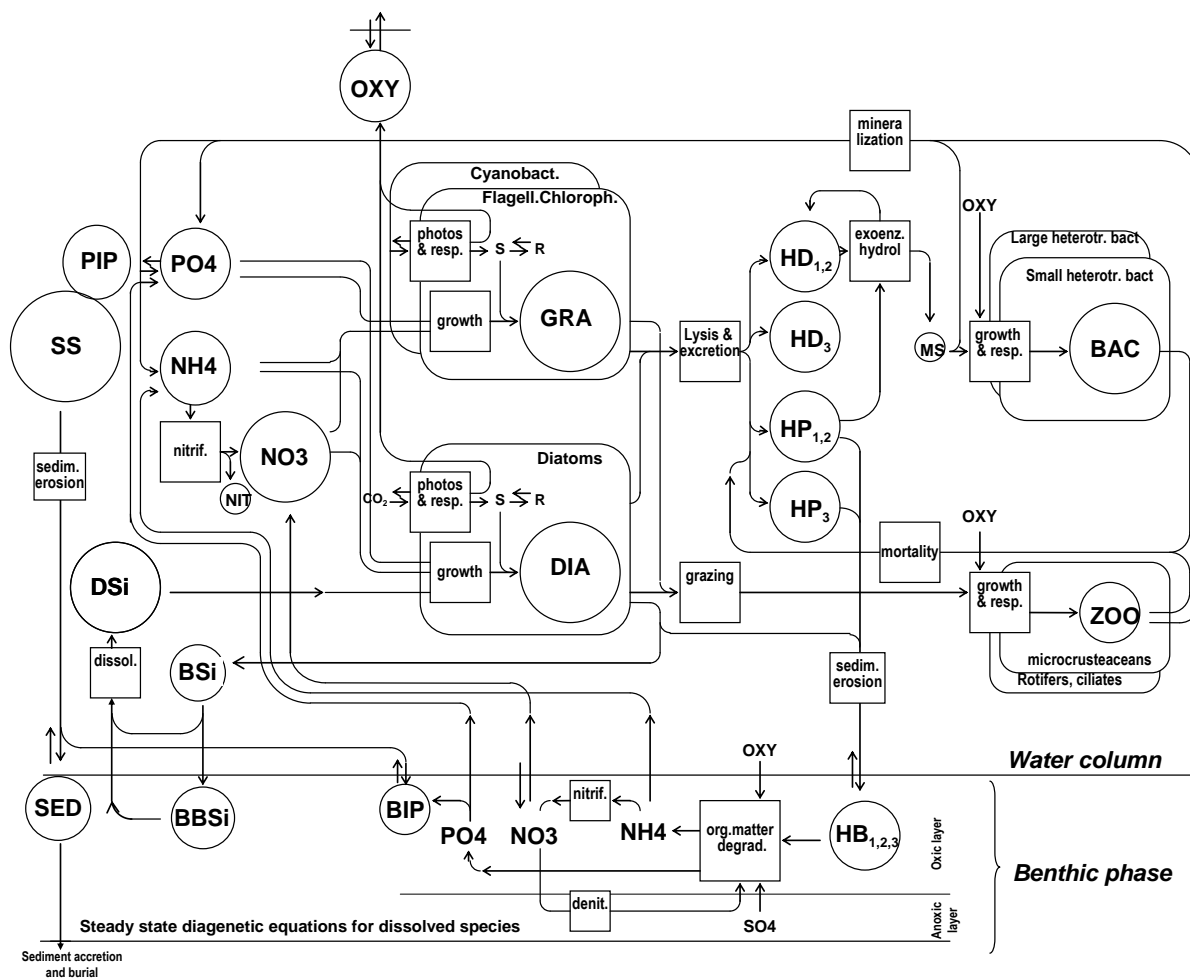 OXY
minera
lization
Cyanobact.
Flagell.Chloroph.
photos
& resp.
S
R
growth
GRA
PIP
PO4
SS
NH4
nitrif.
NO3
NIT
sedim.
erosion
Lysis &
excretion
HD1,2
exoenz.
hydrol
HD3
HP1,2
HP3
MS
OXY
Large heterotr. bact
Small heterotr. bact
growth
& resp.
BAC
Diatoms
CO2
photos
& resp.
S
R
growth
DIA
grazing
mortality
OXY
growth
& resp.
ZOO
microcrusteaceans
Rotifers, ciliates
DSi
dissol.
BSi
sedim.
erosion
OXY
Water column
SED
BBSi
BIP
PO4
NO3
nitrif.
NH4
org.matter
degrad.
HB1,2,3
Oxic layer
Benthic phase
denit.
SO4
Anoxic
layer
Steady state diagenetic equations for dissolved species
Sediment accretion
and burial